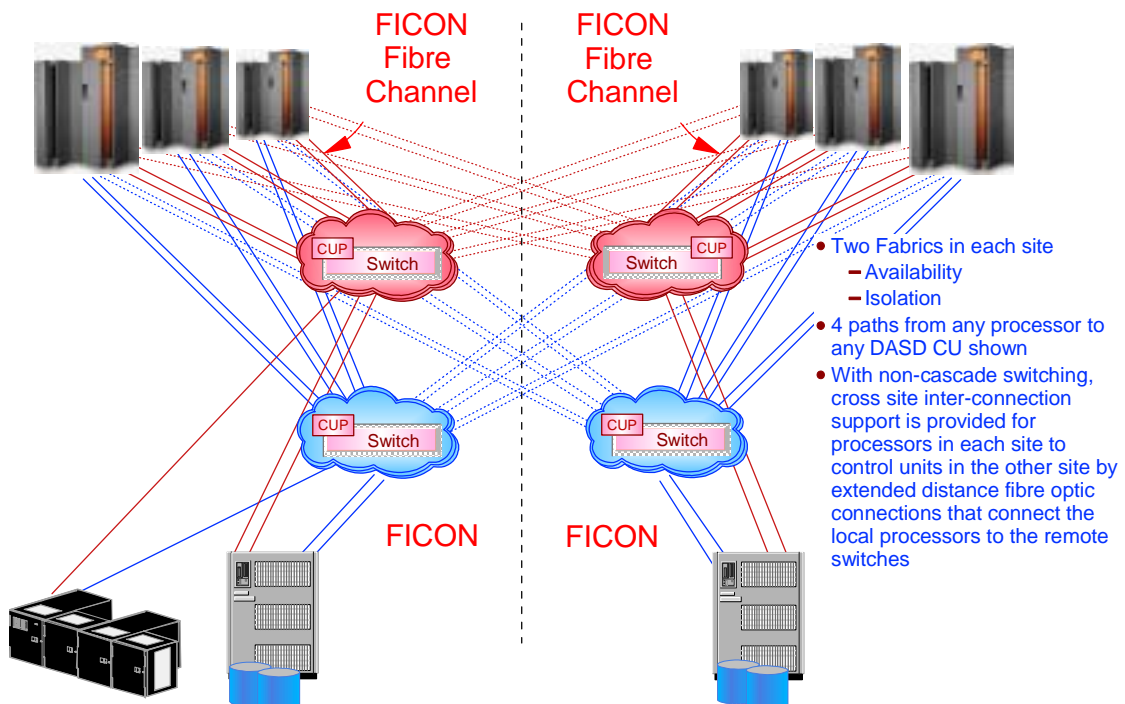 FICON
Fibre
Channel
FICON
Fibre
Channel
CUP
Switch
CUP
Switch
• Two Fabrics in each site
– Availability
– Isolation
• 4 paths from any processor to
any DASD CU shown
• With non-cascade switching,
cross site inter-connection
support is provided for
processors in each site to
control units in the other site by
extended distance fibre optic
connections that connect the
local processors to the remote
switches
CUP
Switch
CUP
Switch
FICON
FICON